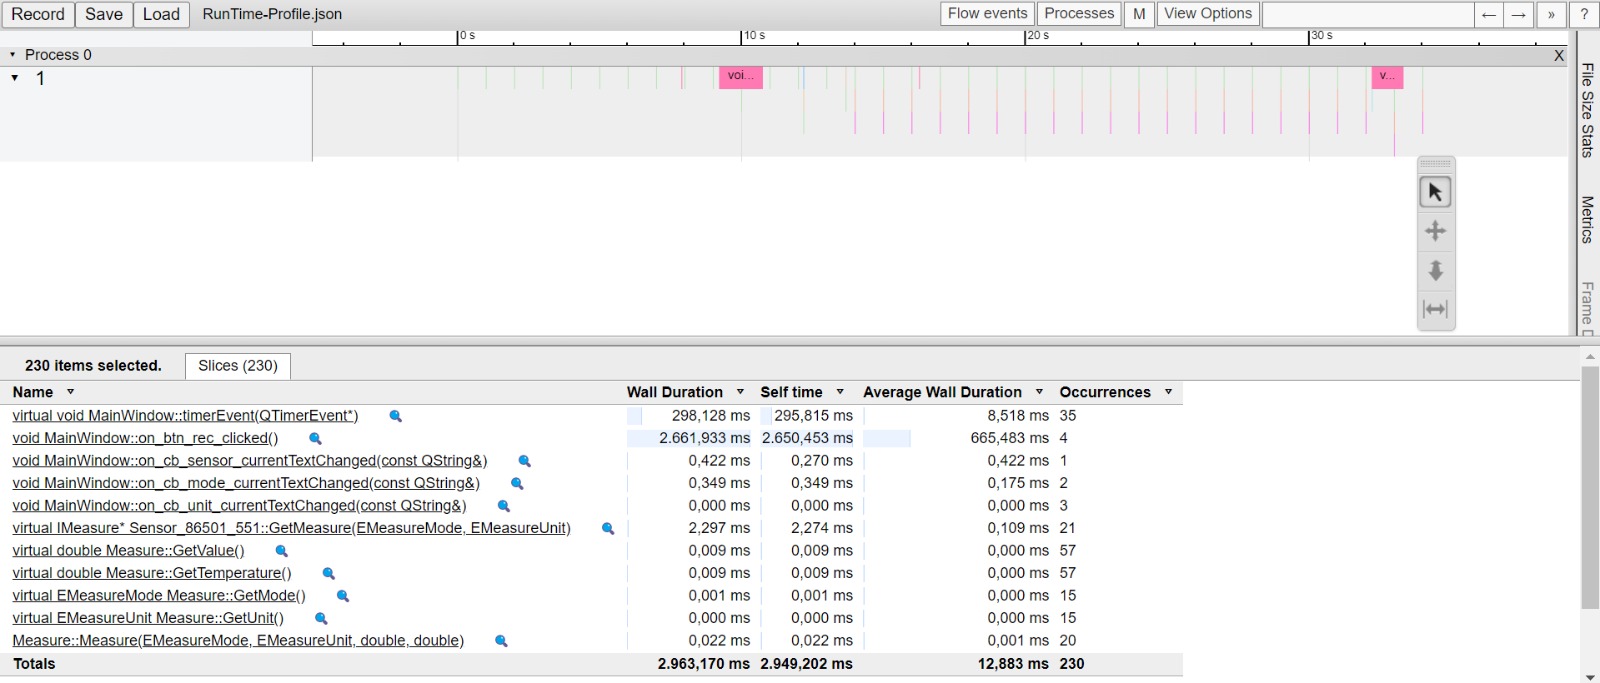 Record Save Load RunTime-Profile.json Flow events Processes M View Options ← → » ?
0 s 10 s 20 s 30 s
Process 0 X
1 voi... v...
File Size Stats
Metrics
Frame
230 items selected. Slices (230)
Name Wall Duration Self time Average Wall Duration Occurrences
virtual void MainWindow::timerEvent(QTimerEvent*) 298,128 ms 295,815 ms 8,518 ms 35
void MainWindow::on_btn_rec_clicked() 2.661,933 ms 2.650,453 ms 665,483 ms 4
void MainWindow::on_cb_sensor_currentTextChanged(const QString&) 0,422 ms 0,270 ms 0,422 ms 1
void MainWindow::on_cb_mode_currentTextChanged(const QString&) 0,349 ms 0,349 ms 0,175 ms 2
void MainWindow::on_cb_unit_currentTextChanged(const QString&) 0,000 ms 0,000 ms 0,000 ms 3
virtual IMeasure* Sensor_86501_551::GetMeasure(EMeasureMode, EMeasureUnit) 2,297 ms 2,274 ms 0,109 ms 21
virtual double Measure::GetValue() 0,009 ms 0,009 ms 0,000 ms 57
virtual double Measure::GetTemperature() 0,009 ms 0,009 ms 0,000 ms 57
virtual EMeasureMode Measure::GetMode() 0,001 ms 0,001 ms 0,000 ms 15
virtual EMeasureUnit Measure::GetUnit() 0,000 ms 0,000 ms 0,000 ms 15
Measure::Measure(EMeasureMode, EMeasureUnit, double, double) 0,022 ms 0,022 ms 0,001 ms 20
Totals 2.963,170 ms 2.949,202 ms 12,883 ms 230